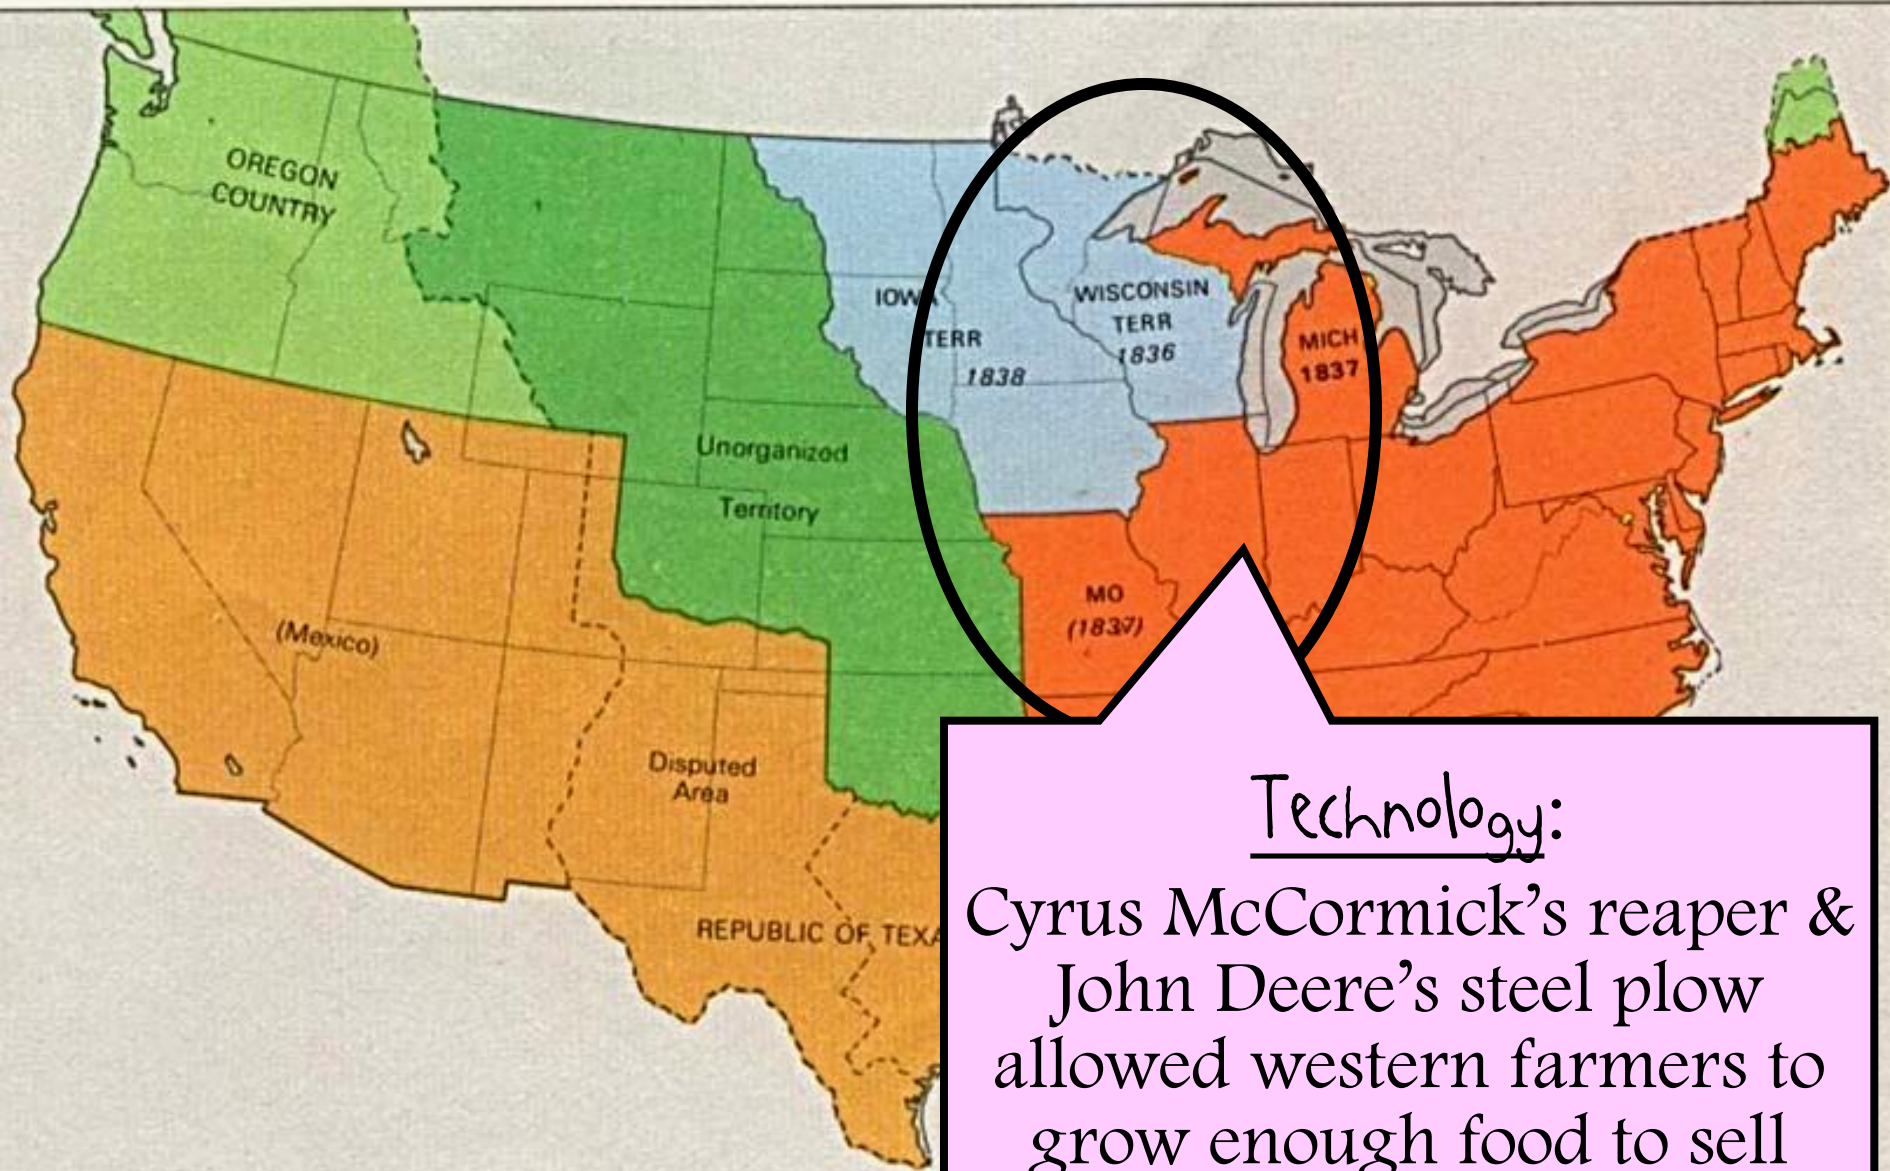 OREGON
COUNTRY
IOWA
TERR
1838
WISCONSIN
TERR
1836
MICH
1837
Unorganized
Territory
MO
(1837)
(Mexico)
Disputed
Area
REPUBLIC OF TEXA
Technology:
Cyrus McCormick’s reaper &
John Deere’s steel plow
allowed western farmers to
grow enough food to sell